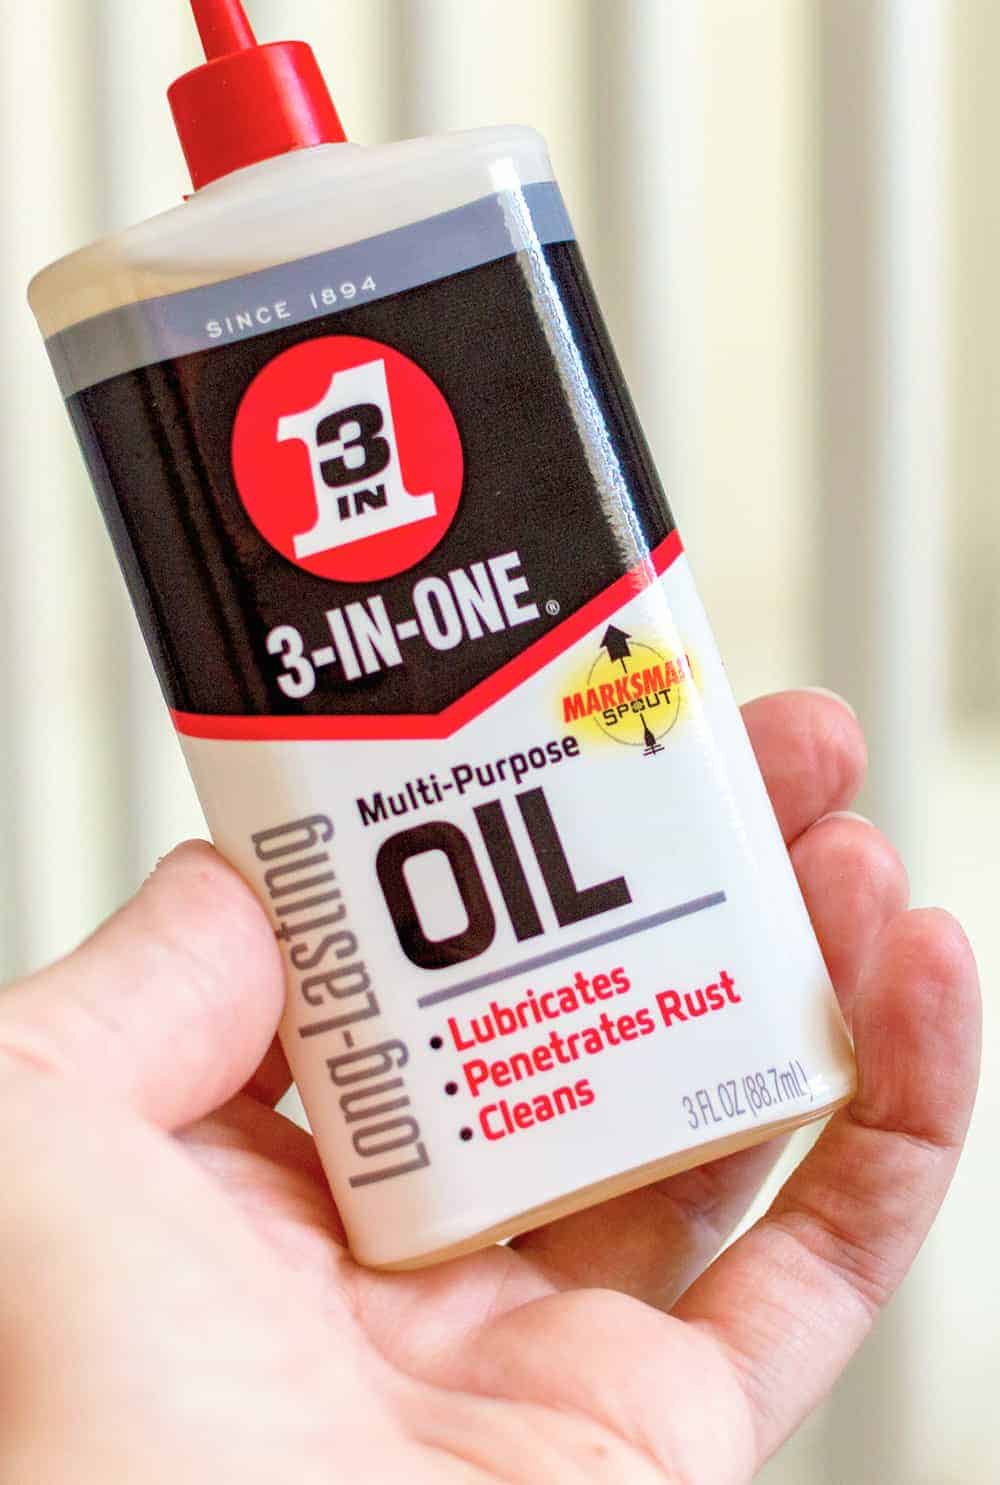 SINCE 1894
3
IN
1
3-IN-ONE®
MARKSMAN
SPOUT
Multi-Purpose
OIL
Long-Lasting
• Lubricates
• Penetrates Rust
• Cleans
3 FL OZ (88.7mL)